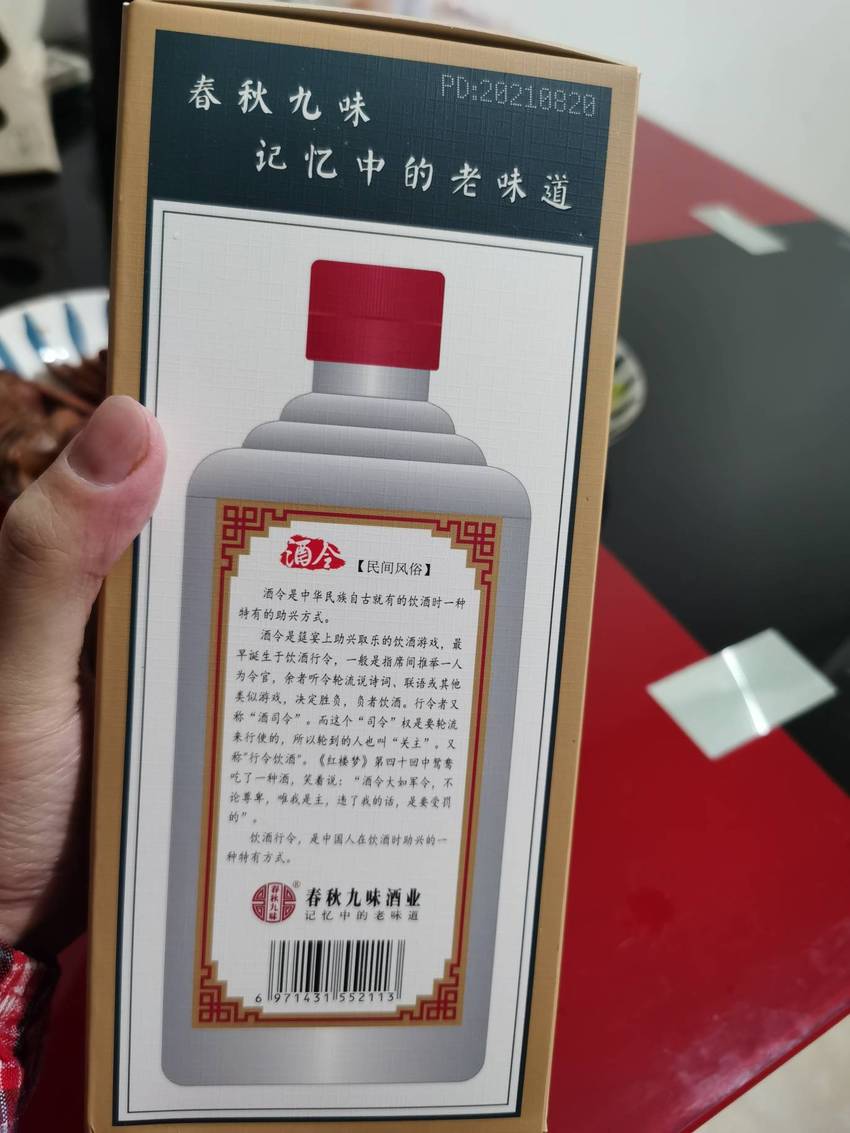 春秋九味
PD:20210820
记忆中的老味道
酒令【民间风俗】
酒令是中华民族自古就有的饮酒时一种
特有的助兴方式。
酒令是筵宴上助兴取乐的饮酒游戏，最
早诞生于饮酒行令，一般是指席间推举一人
为令官，余者听令轮流说诗词、联语或其他
类似游戏，决定胜负，负者饮酒。行令者又
称“酒司令”。而这个“司令”权是要轮流
来行使的，所以轮到的人也叫“关主”。又
称"行令饮酒"。《红楼梦》第四十回中鸳鸯
吃了一种酒，笑着说：“酒令大如军令，不
论尊卑，唯我是主，违了我的话，是要受罚
的”。
饮酒行令，是中国人在饮酒时助兴的一
种特有方式。
春秋九味®
春秋九味酒业
记忆中的老味道
6 971431 552113